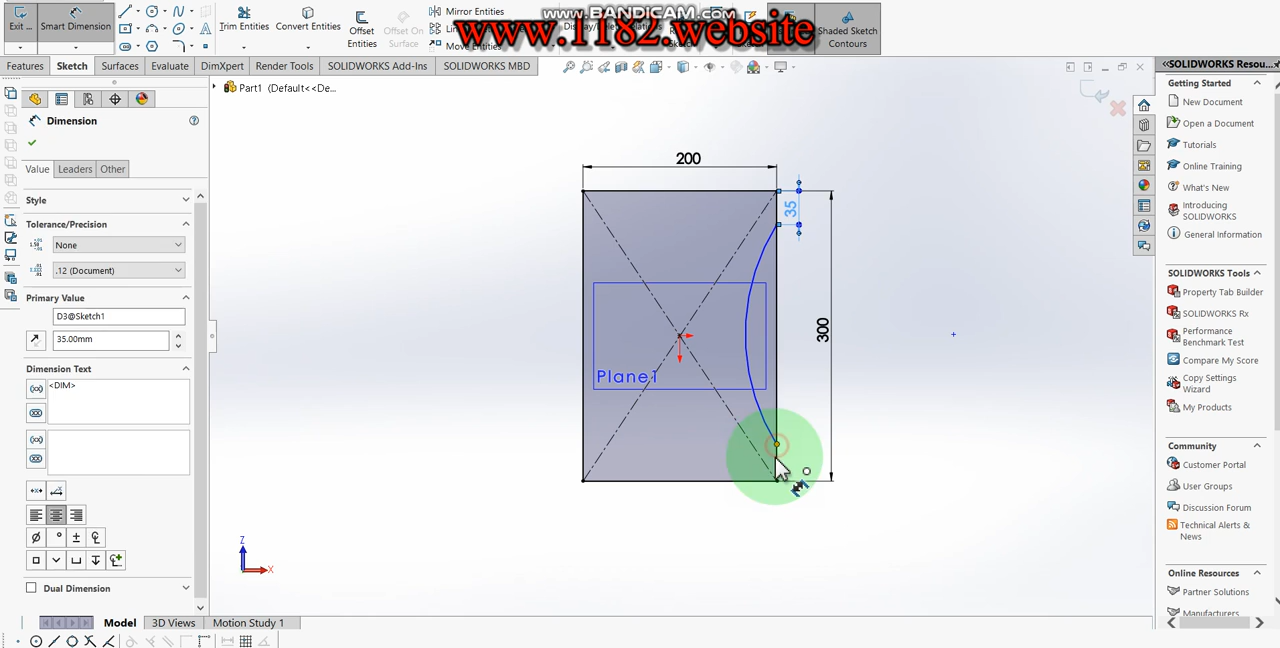 www.BANDICAM.com
www.1182.website
Exit ...
Smart Dimension
Trim Entities
Convert Entities
Offset Entities
Offset On Surface
Mirror Entities
Move Entities
Shaded Sketch Contours
Features
Sketch
Surfaces
Evaluate
DimXpert
Render Tools
SOLIDWORKS Add-Ins
SOLIDWORKS MBD
Part1 (Default<<De...
Dimension
Value
Leaders
Other
Style
Tolerance/Precision
None
.12 (Document)
Primary Value
D3@Sketch1
35.00mm
Dimension Text
<DIM>
Dual Dimension
200
35
300
Plane1
Z
X
Model
3D Views
Motion Study 1
SOLIDWORKS Resou...
Getting Started
New Document
Open a Document
Tutorials
Online Training
What's New
Introducing SOLIDWORKS
General Information
SOLIDWORKS Tools
Property Tab Builder
SOLIDWORKS Rx
Performance Benchmark Test
Compare My Score
Copy Settings Wizard
My Products
Community
Customer Portal
User Groups
Discussion Forum
Technical Alerts & News
Online Resources
Partner Solutions
Manufacturers